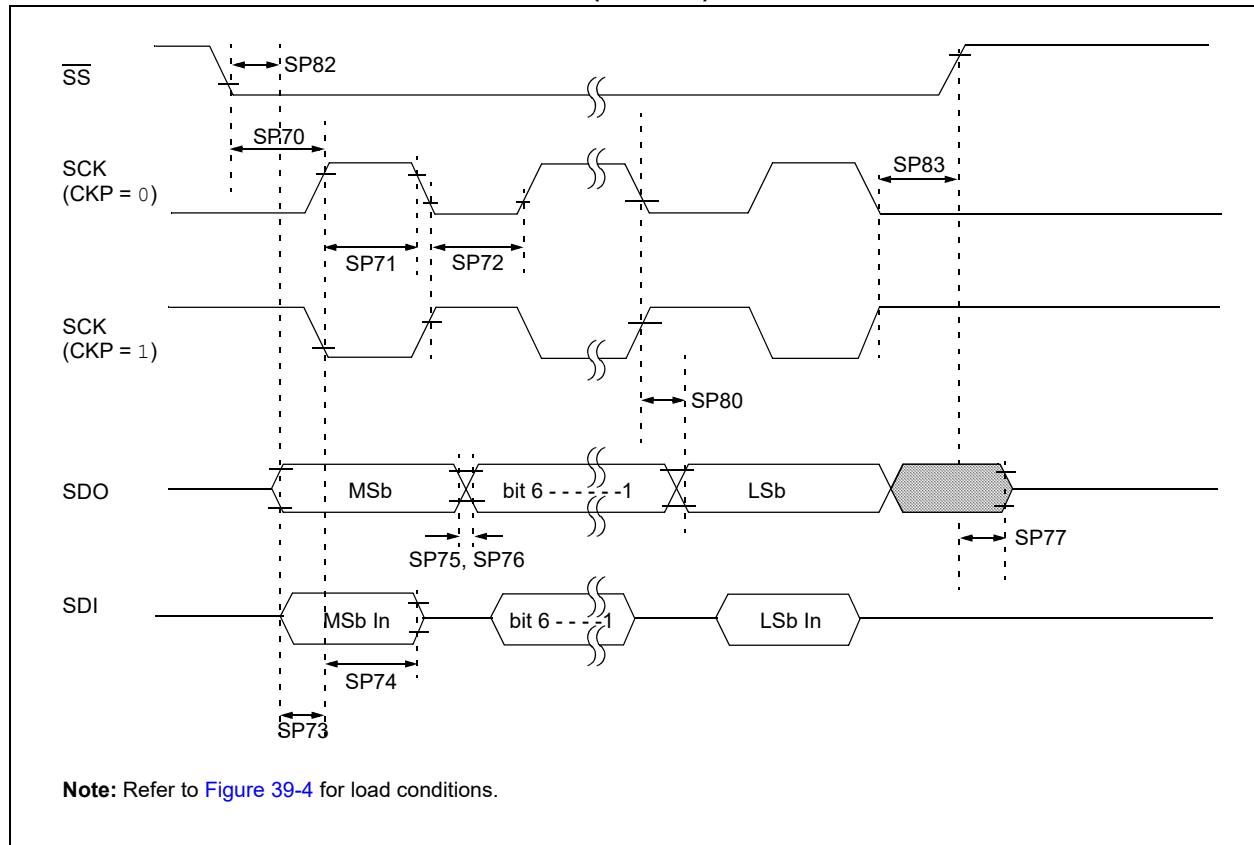 SS
SP82
SP70
SCK
(CKP = 0)
SP83
SP71
SP72
SCK
(CKP = 1)
SP80
SDO
MSb
bit 6 - - - - - - -1
LSb
SP75, SP76
SP77
SDI
MSb In
bit 6 - - - -1
LSb In
SP74
SP73
Note: Refer to Figure 39-4 for load conditions.